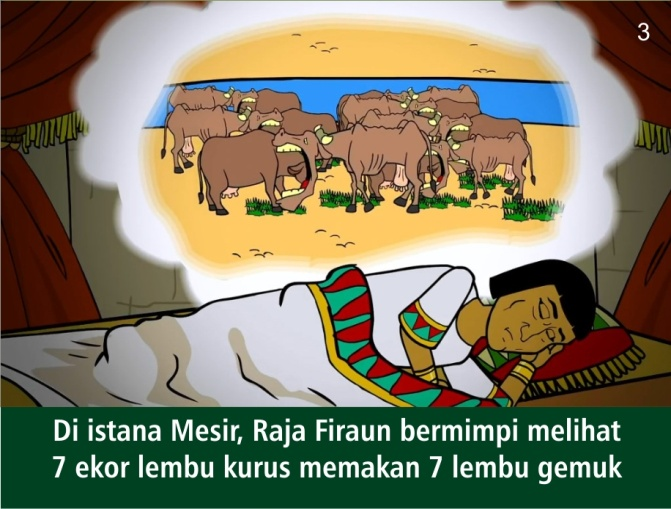 3
Di istana Mesir, Raja Firaun bermimpi melihat
7 ekor lembu kurus memakan 7 lembu gemuk